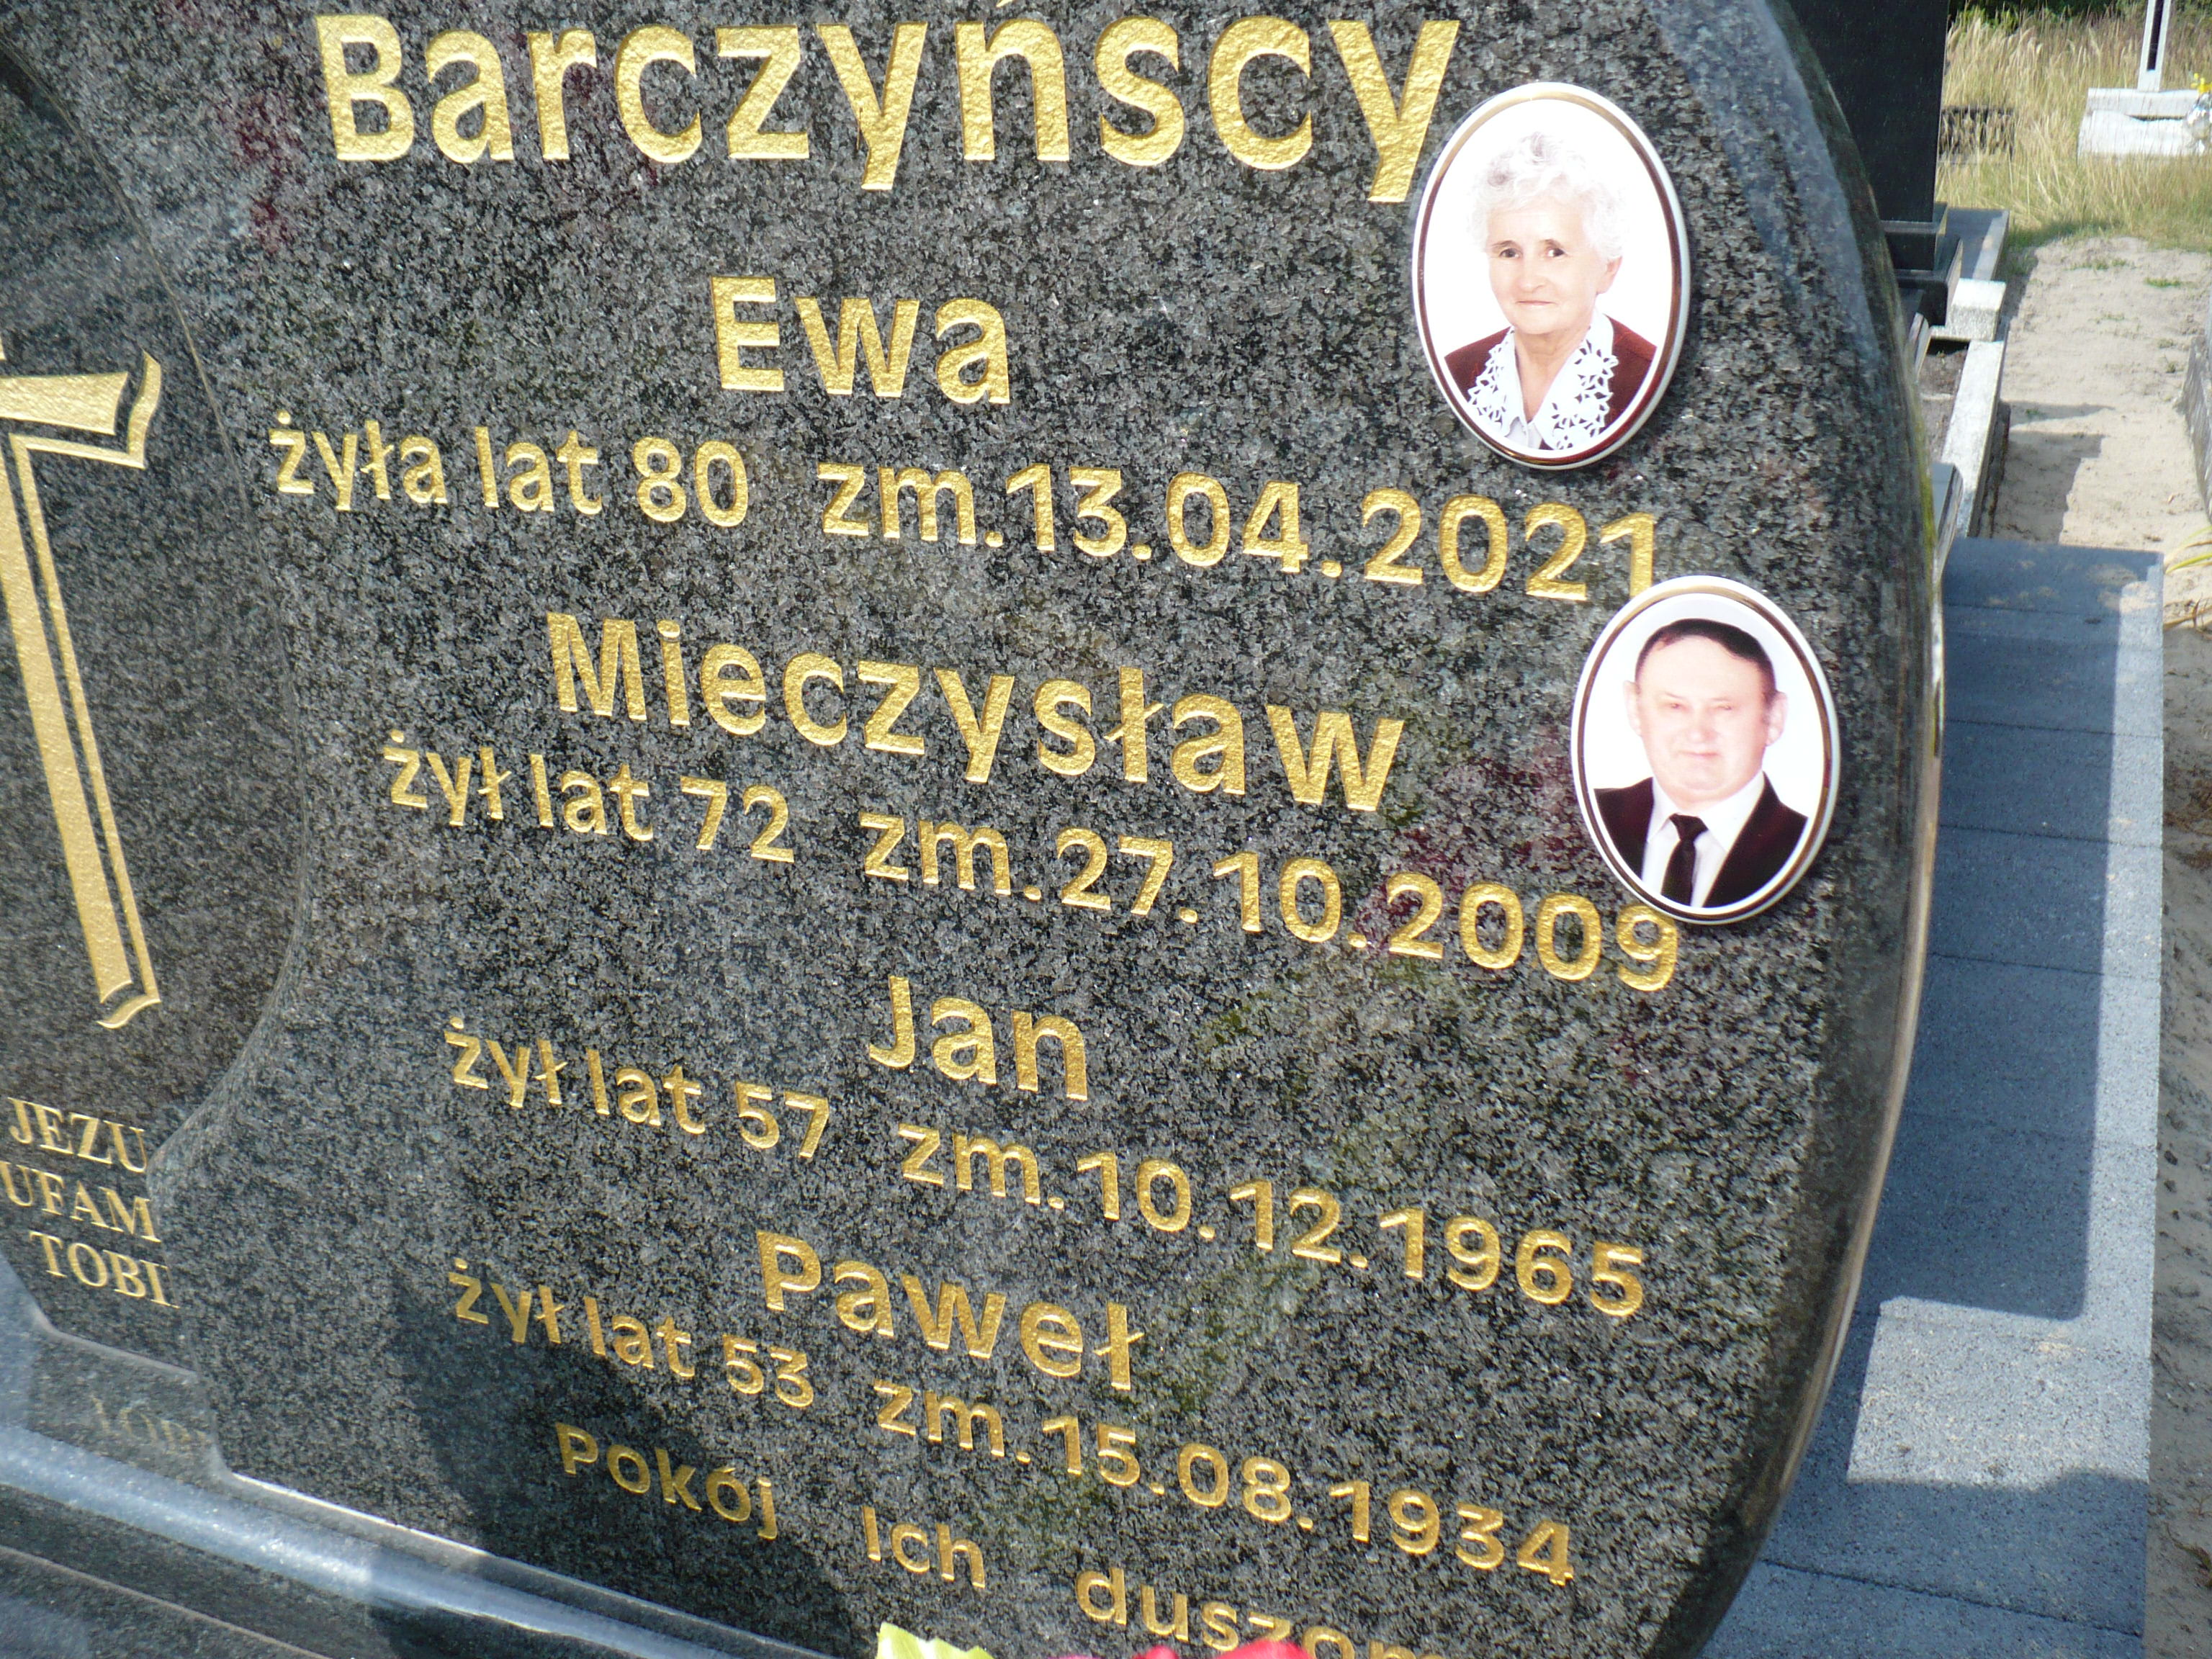 Barczyńscy
Ewa
żyła lat 80 zm.13.04.2021
Mieczysław
żył lat 72 zm.27.10.2009
Jan
żył lat 57 zm.10.12.1965
Paweł
żył lat 53 zm.15.08.1934
Pokój Ich duszom
JEZU
UFAM
TOBI